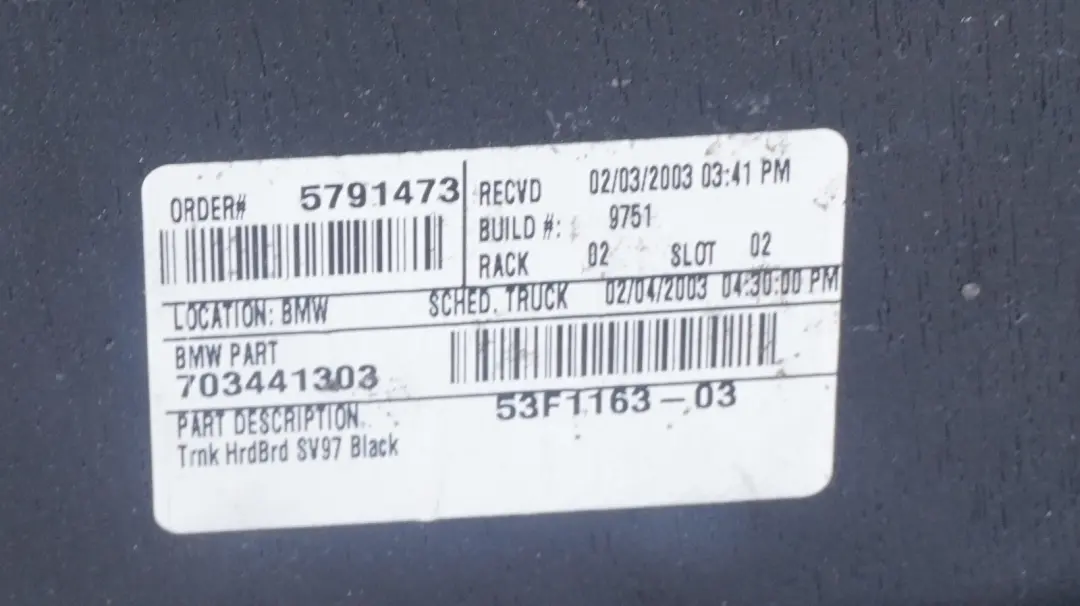 ORDER# 5791473
RECVD 02/03/2003 03:41 PM
BUILD #: 9751
RACK 02 SLOT 02
LOCATION: BMW SCHED. TRUCK 02/04/2003 04:30:00 PM
BMW PART
703441303
53F1163-03
PART DESCRIPTION
Trnk HrdBrd SV97 Black